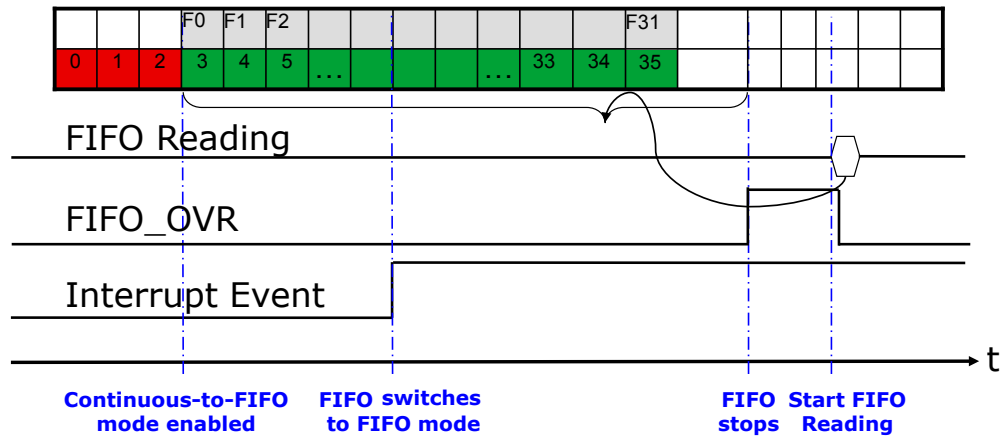 F0 F1 F2 F31
0 1 2 3 4 5 ... ... 33 34 35
FIFO Reading
FIFO_OVR
Interrupt Event
t
Continuous-to-FIFO
mode enabled
FIFO switches
to FIFO mode
FIFO
stops
Start FIFO
Reading